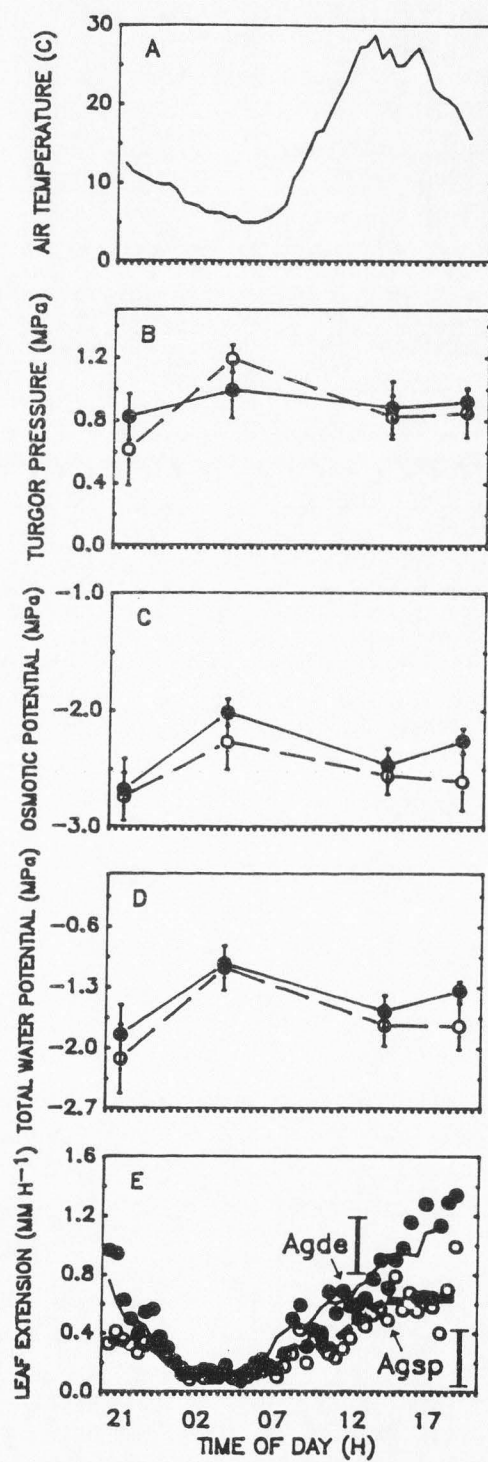 AIR TEMPERATURE (C)
30
20
10
0
A
TURGOR PRESSURE (MPa)
1.2
0.8
0.4
0.0
B
OSMOTIC POTENTIAL (MPa)
-1.0
-2.0
-3.0
C
TOTAL WATER POTENTIAL (MPa)
-0.6
-1.3
-2.0
-2.7
D
LEAF EXTENSION (MM H⁻¹)
1.6
1.2
0.8
0.4
0.0
E
Agde
Agsp
21 02 07 12 17
TIME OF DAY (H)